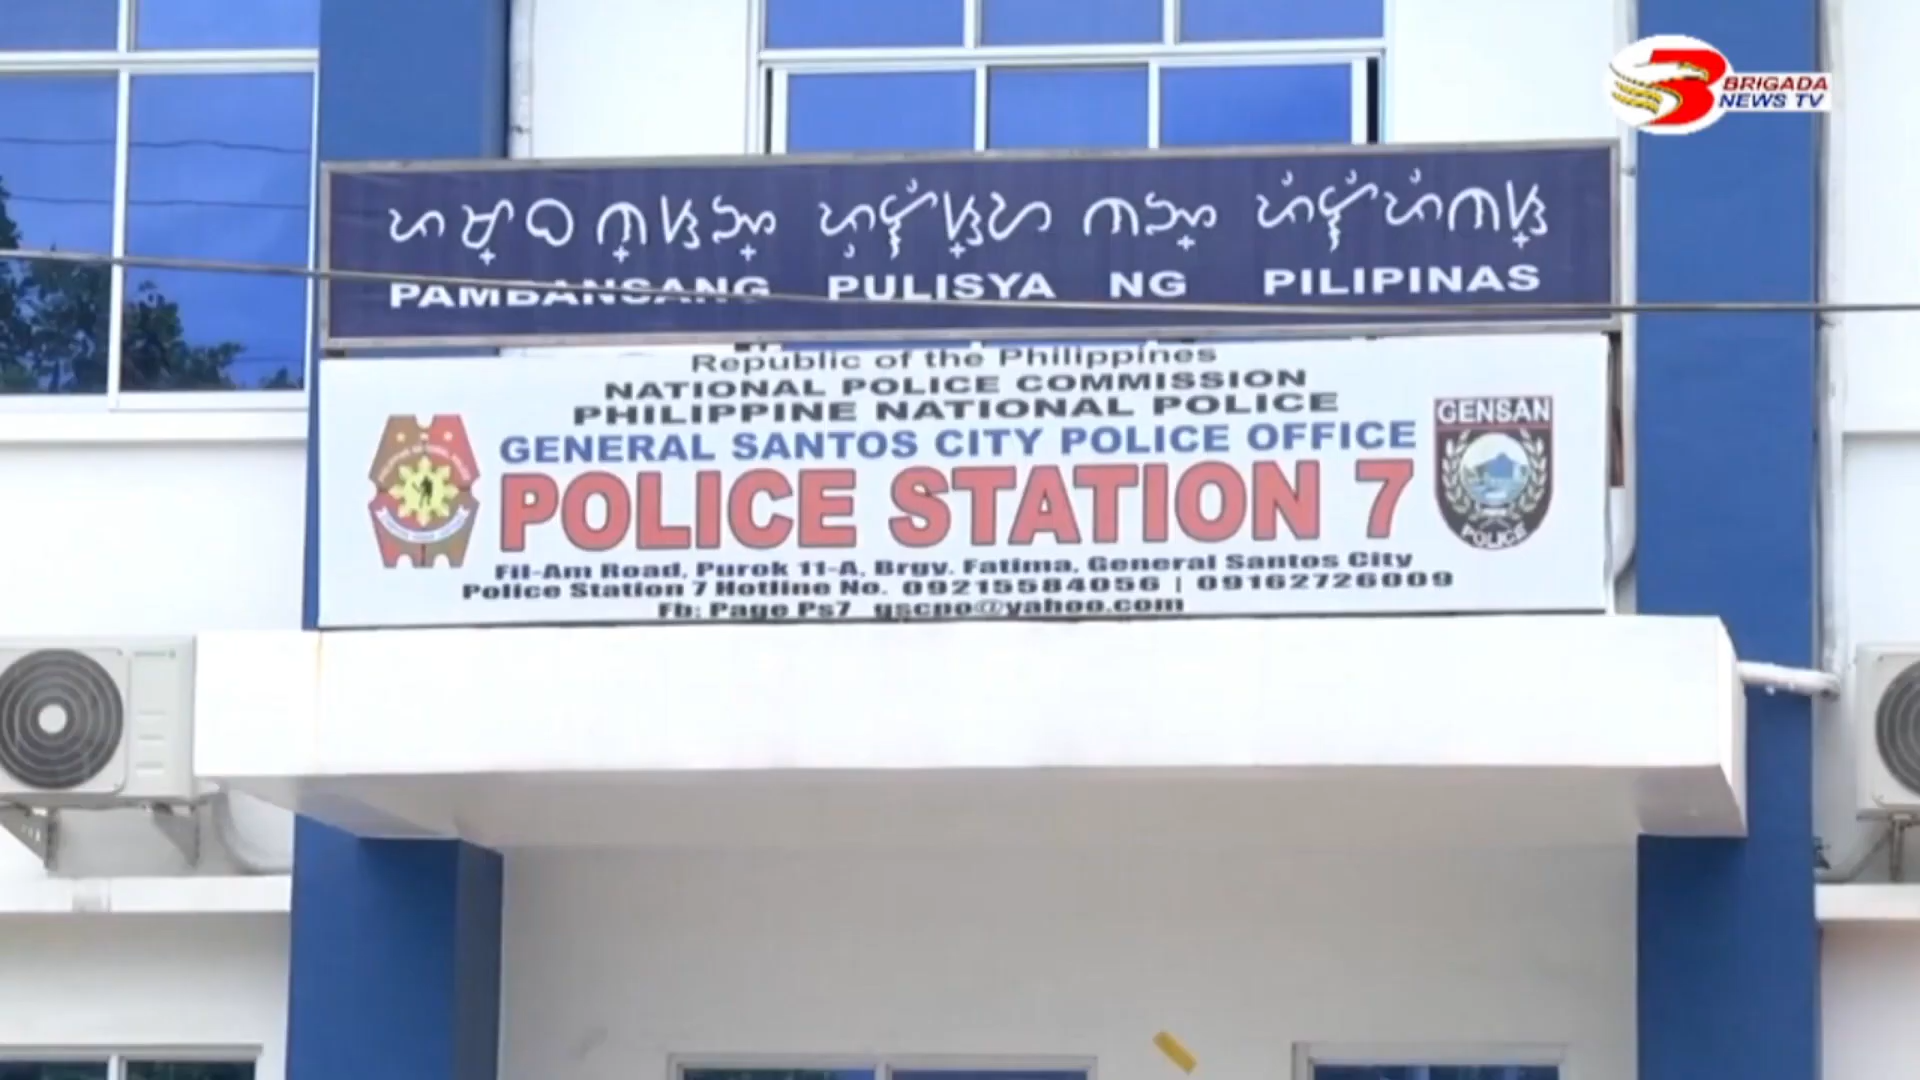 BRIGADA
NEWS TV
ᜉᜋ᜔ᜊᜈ᜔ᜐᜅ᜔ ᜉᜓᜎᜒᜐ᜔ᜌ ᜈᜅ᜔ ᜉᜒᜎᜒᜉᜒᜈᜐ᜔
PAMBANSANG PULISYA NG PILIPINAS
Republic of the Philippines
NATIONAL POLICE COMMISSION
PHILIPPINE NATIONAL POLICE
GENERAL SANTOS CITY POLICE OFFICE
POLICE STATION 7
Fil-Am Road, Purok 11-A, Brgy. Fatima, General Santos City
Police Station 7 Hotline No. 09215584056 | 09162726009
Fb: Page Ps7 gscpo@yahoo.com
GENSAN
POLICE